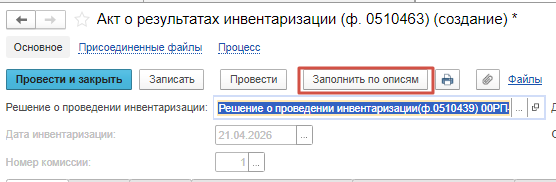 Акт о результатах инвентаризации (ф. 0510463) (создание) *
Основное Присоединенные файлы Процесс
Провести и закрыть Записать Провести Заполнить по описям Файлы
Решение о проведении инвентаризации: Решение о проведении инвентаризации(ф.0510439) 00РП- ...
Дата инвентаризации: 21.04.2026 ...
Номер комиссии: 1 ...